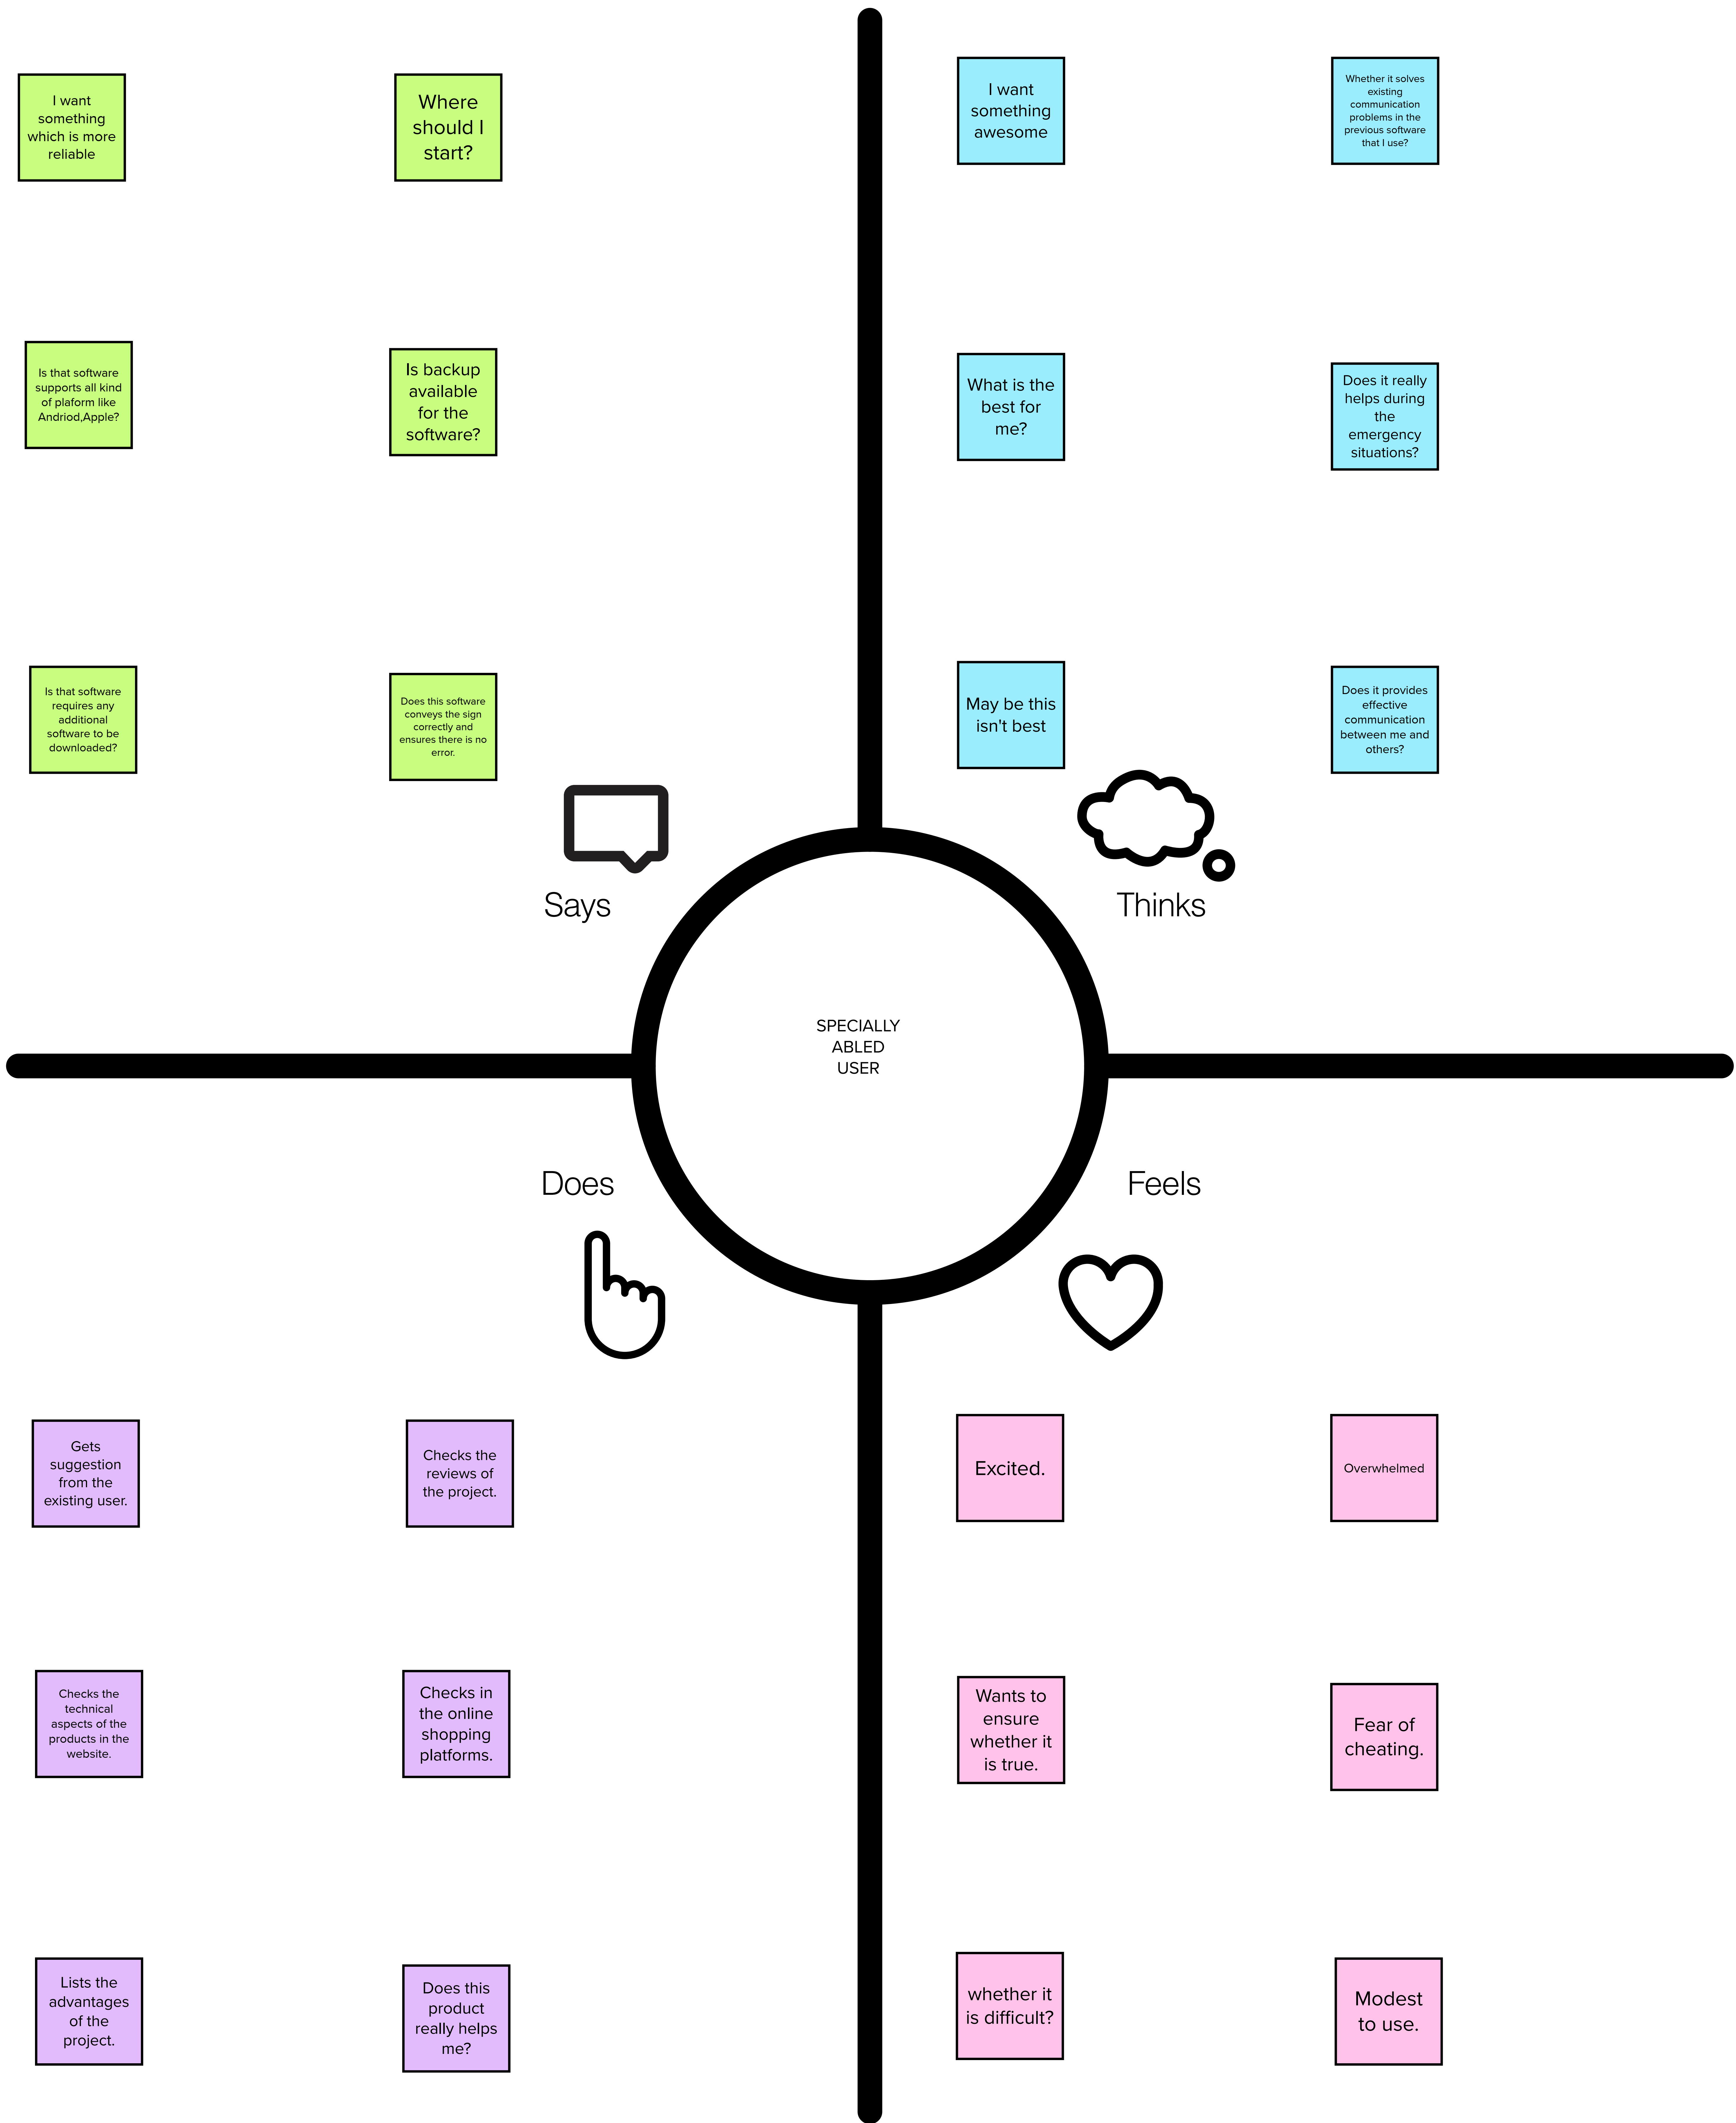 I want
something
which is more
reliable
Where
should I
start?
Is that software
supports all kind
of plaform like
Andriod,Apple?
Is backup
available
for the
software?
Is that software
requires any
additional
software to be
downloaded?
Does this software
conveys the sign
correctly and
ensures there is no
error.
Says
I want
something
awesome
Whether it solves
existing
communication
problems in the
previous software
that I use?
What is the
best for
me?
Does it really
helps during
the
emergency
situations?
May be this
isn't best
Does it provides
effective
communication
between me and
others?
Thinks
SPECIALLY
ABLED
USER
Does
Gets
suggestion
from the
existing user.
Checks the
reviews of
the project.
Checks the
technical
aspects of the
products in the
website.
Checks in
the online
shopping
platforms.
Lists the
advantages
of the
project.
Does this
product
really helps
me?
Feels
Excited.
Overwhelmed
Wants to
ensure
whether it
is true.
Fear of
cheating.
whether it
is difficult?
Modest
to use.